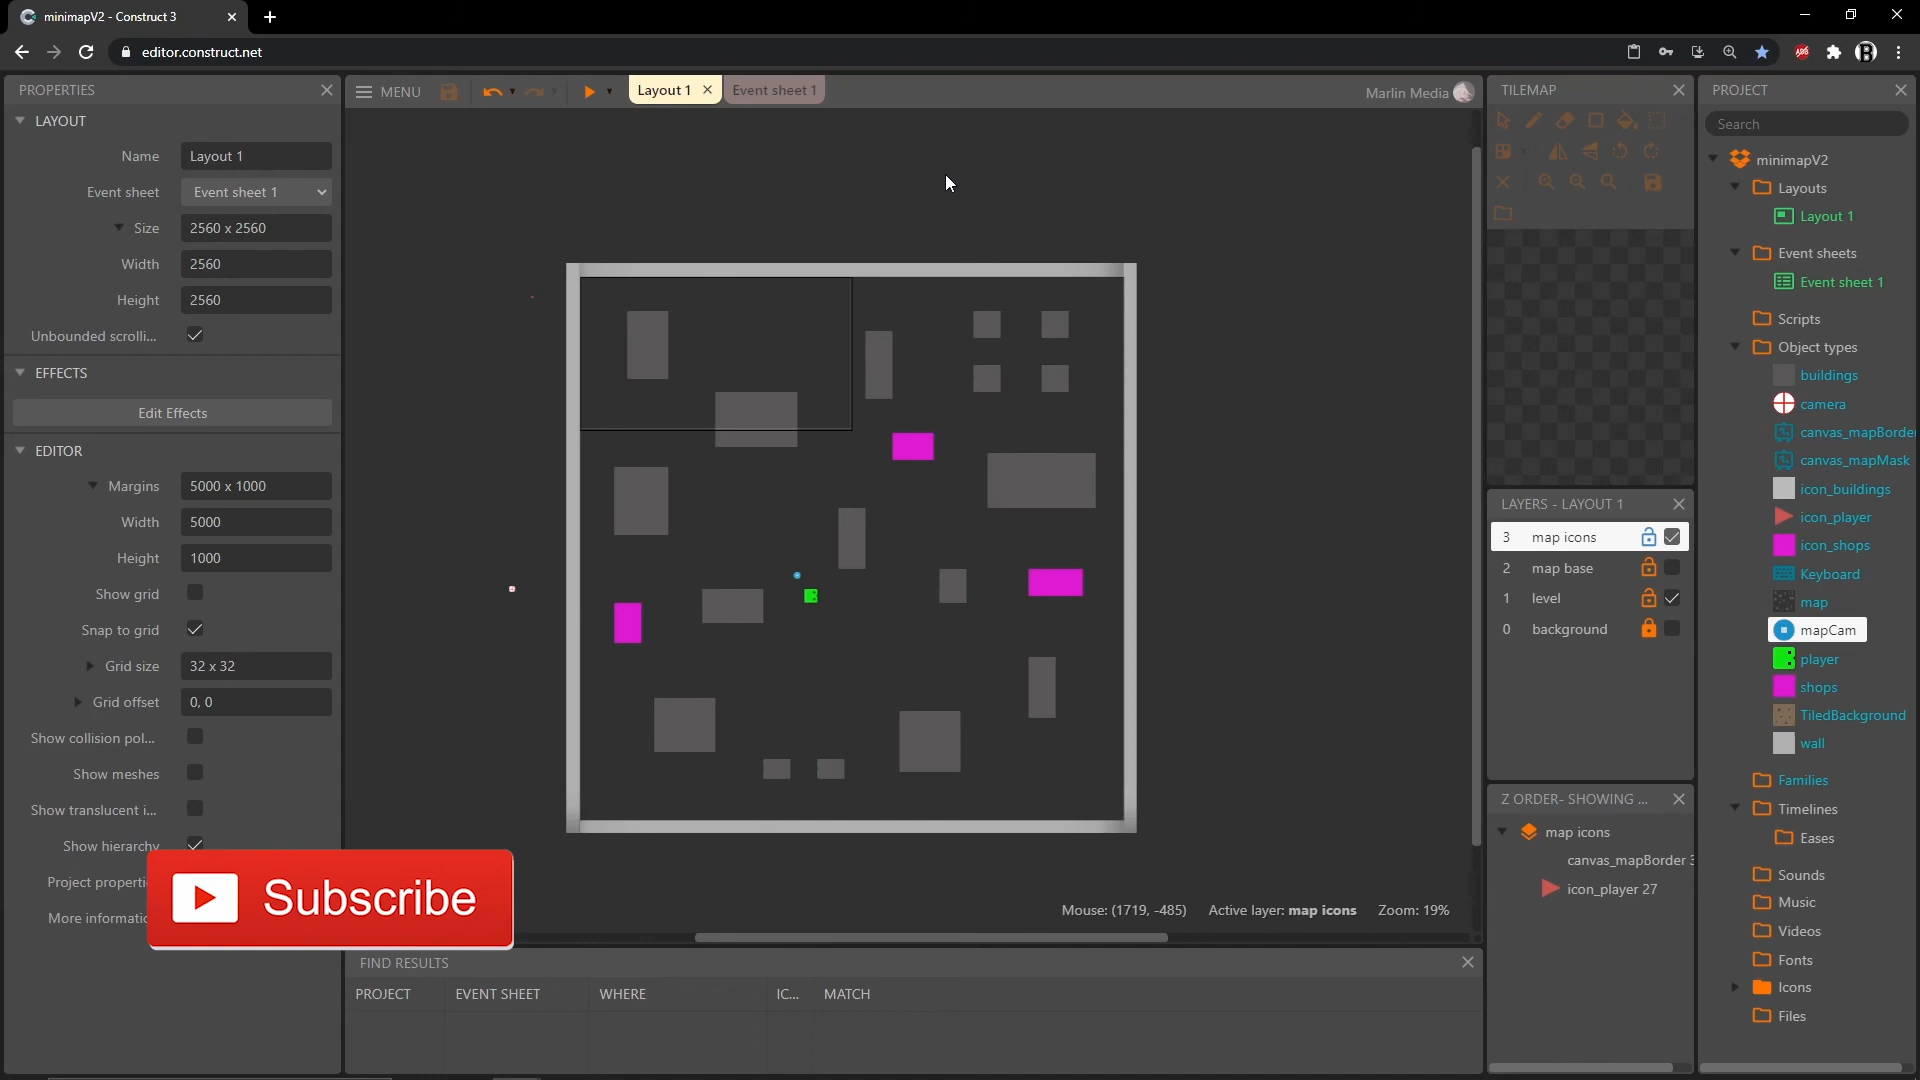 minimapV2 - Construct 3
editor.construct.net
PROPERTIES
LAYOUT
Name Layout 1
Event sheet Event sheet 1
Size 2560 x 2560
Width 2560
Height 2560
Unbounded scrolli...
EFFECTS
Edit Effects
EDITOR
Margins 5000 x 1000
Width 5000
Height 1000
Show grid
Snap to grid
Grid size 32 x 32
Grid offset 0, 0
Show collision pol...
Show meshes
Show translucent i...
Show hierarchy
Project properti
More informatio
Subscribe
MENU
Layout 1
Event sheet 1
Marlin Media
Mouse: (1719, -485) Active layer: map icons Zoom: 19%
FIND RESULTS
PROJECT EVENT SHEET WHERE IC... MATCH
TILEMAP
LAYERS - LAYOUT 1
3 map icons
2 map base
1 level
0 background
Z ORDER- SHOWING ...
map icons
canvas_mapBorder 3
icon_player 27
PROJECT
Search
minimapV2
Layouts
Layout 1
Event sheets
Event sheet 1
Scripts
Object types
buildings
camera
canvas_mapBorde
canvas_mapMask
icon_buildings
icon_player
icon_shops
Keyboard
map
mapCam
player
shops
TiledBackground
wall
Families
Timelines
Eases
Sounds
Music
Videos
Fonts
Icons
Files